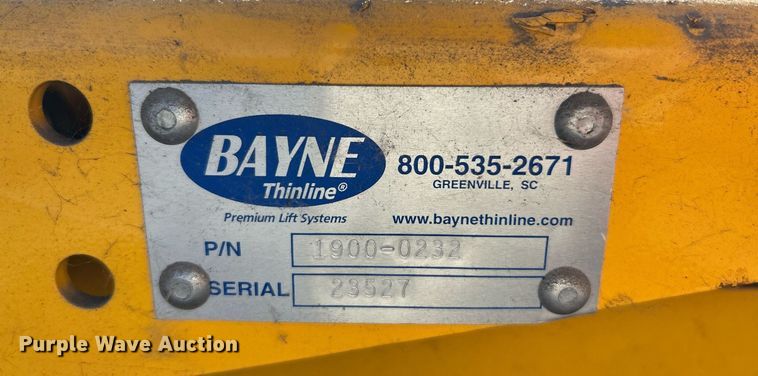 BAYNE
Thinline®
Premium Lift Systems
800-535-2671
GREENVILLE, SC
www.baynethinline.com
P/N 1900-0232
SERIAL 23527
Purple Wave Auction